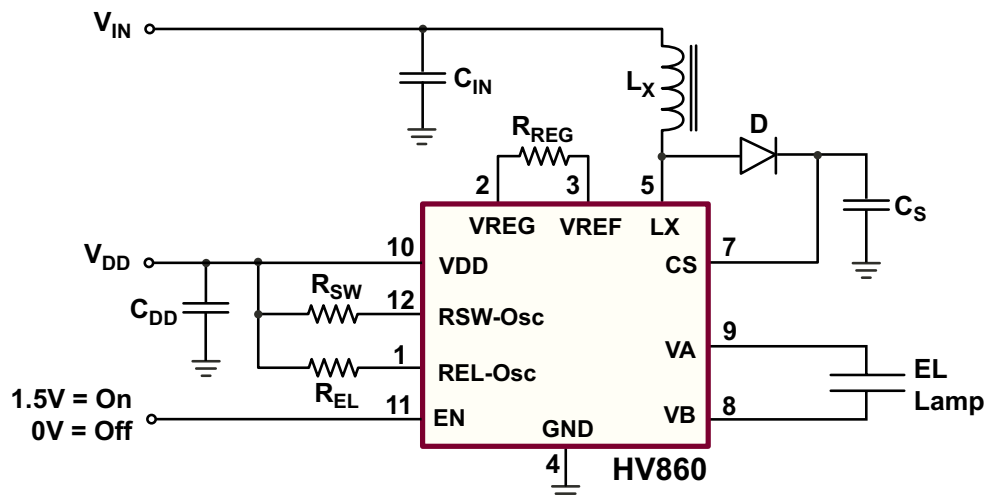 VIN
CIN
LX
RREG
D
2
3
5
CS
VREG
VREF
LX
7
VDD
10
VDD
CS
RSW
CDD
12
RSW-Osc
9
VA
1
REL-Osc
EL
Lamp
REL
1.5V = On
0V = Off
11
EN
VB
8
GND
4
HV860